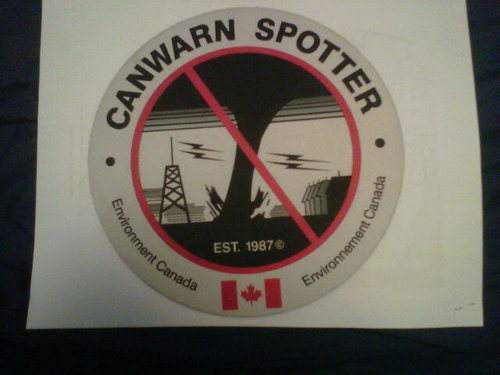 CANWARN SPOTTER
EST. 1987©
Environment Canada
Environnement Canada